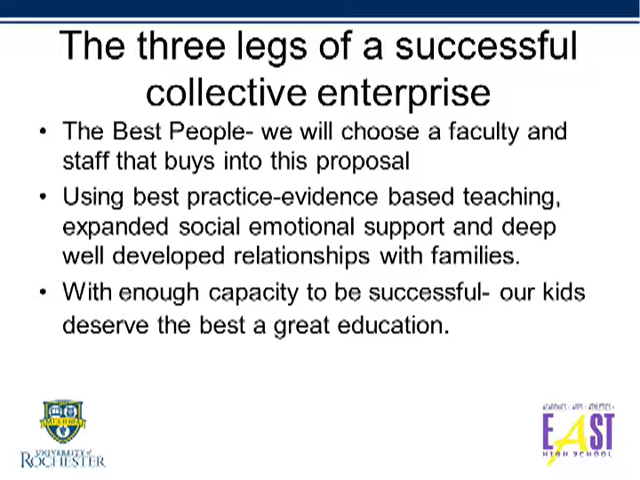 The three legs of a successful
collective enterprise
• The Best People- we will choose a faculty and
staff that buys into this proposal
• Using best practice-evidence based teaching,
expanded social emotional support and deep
well developed relationships with families.
• With enough capacity to be successful- our kids
deserve the best a great education.
UNIVERSITY of
ROCHESTER
ACADEMICS • ARTS • ATHLETICS
EAST
HIGH SCHOOL